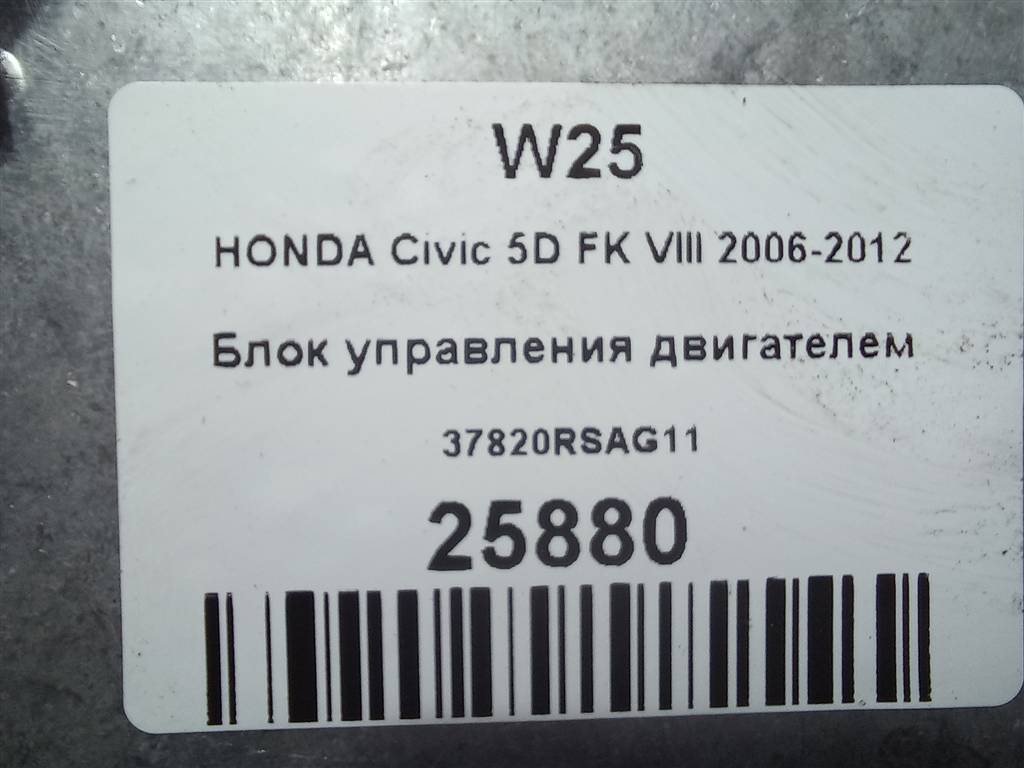 W25
HONDA Civic 5D FK VIII 2006-2012
Блок управления двигателем
37820RSAG11
25880